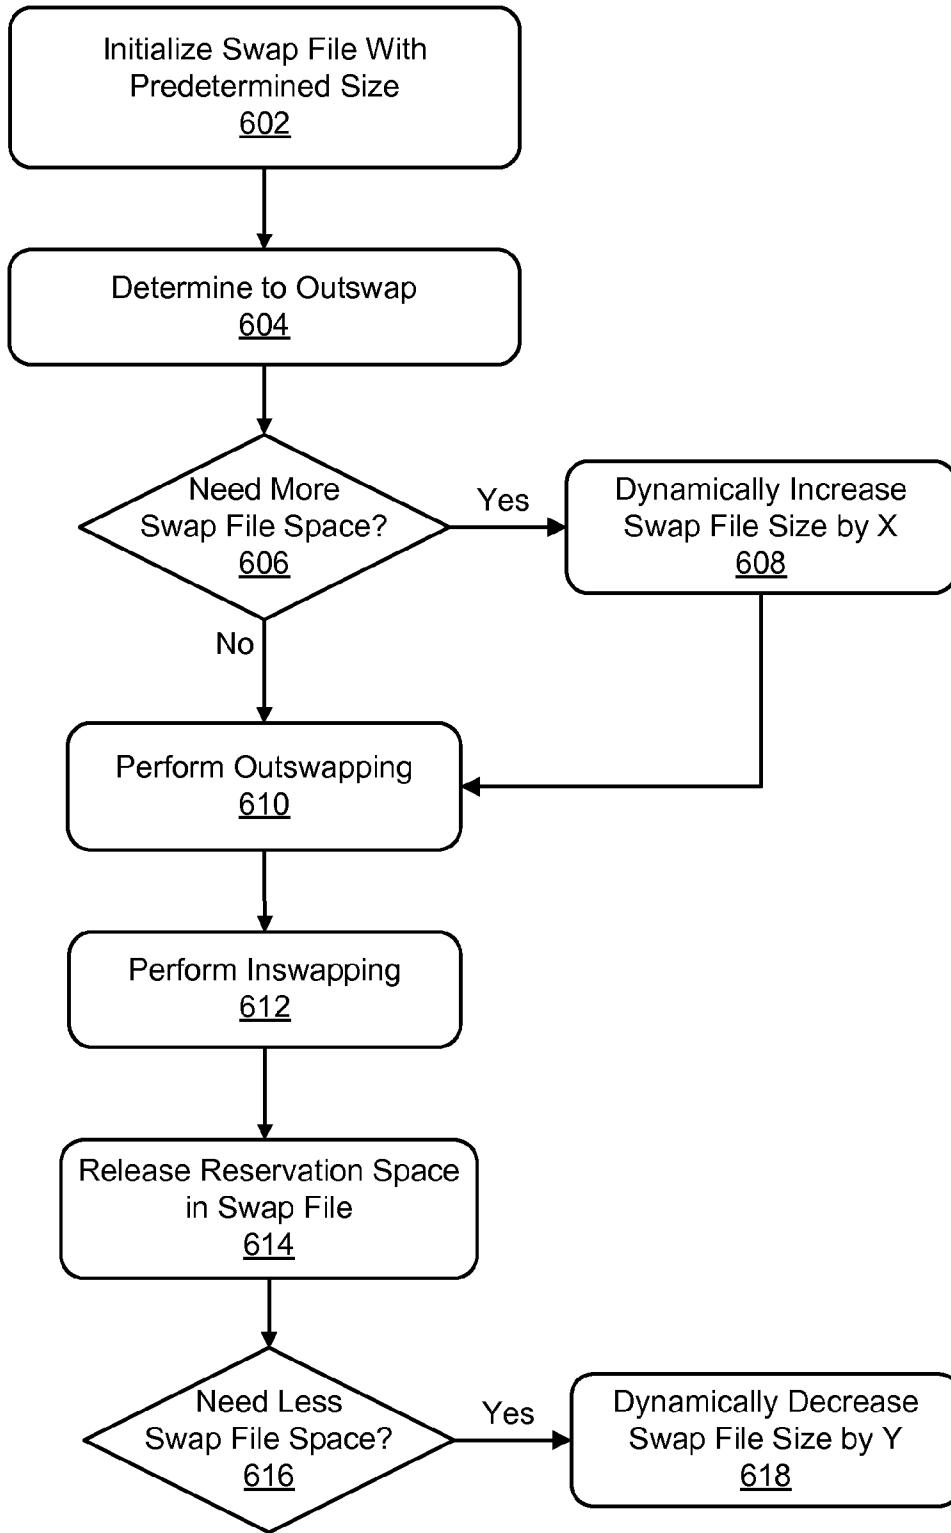 Initialize Swap File With
Predetermined Size
602
Determine to Outswap
604
Need More
Swap File Space?
606
Yes
Dynamically Increase
Swap File Size by X
608
No
Perform Outswapping
610
Perform Inswapping
612
Release Reservation Space
in Swap File
614
Need Less
Swap File Space?
616
Yes
Dynamically Decrease
Swap File Size by Y
618